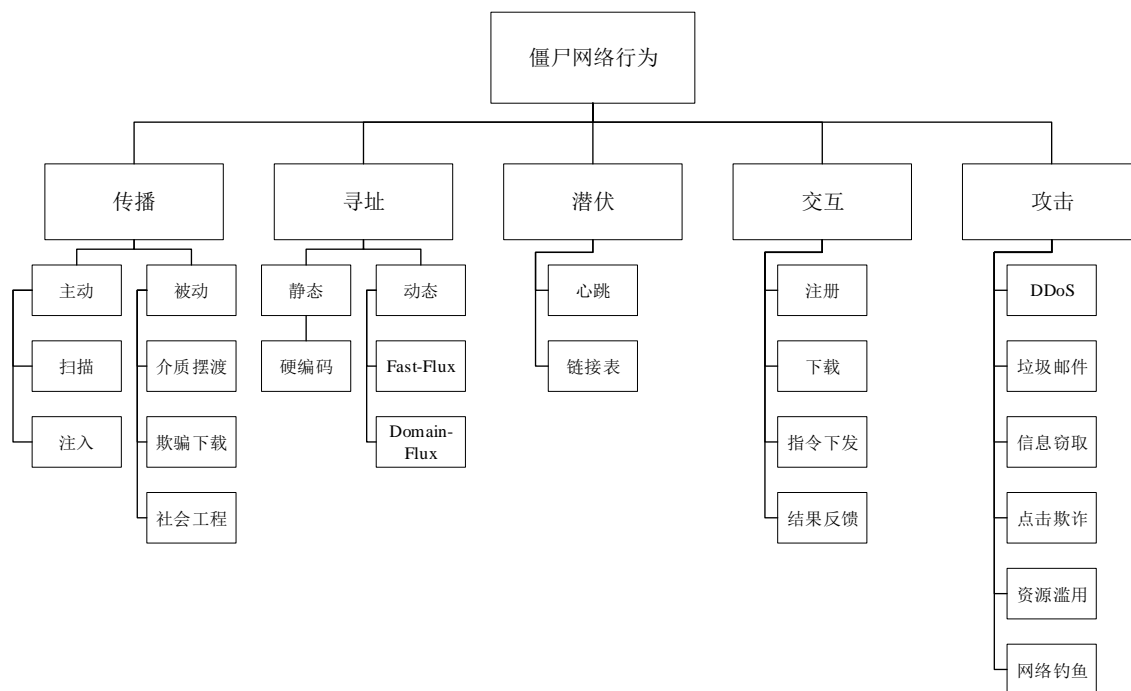 僵尸网络行为
传播
寻址
潜伏
交互
攻击
主动
被动
静态
动态
心跳
注册
DDoS
扫描
介质摆渡
硬编码
Fast-Flux
链接表
下载
垃圾邮件
注入
欺骗下载
Domain-
Flux
指令下发
信息窃取
社会工程
结果反馈
点击欺诈
资源滥用
网络钓鱼